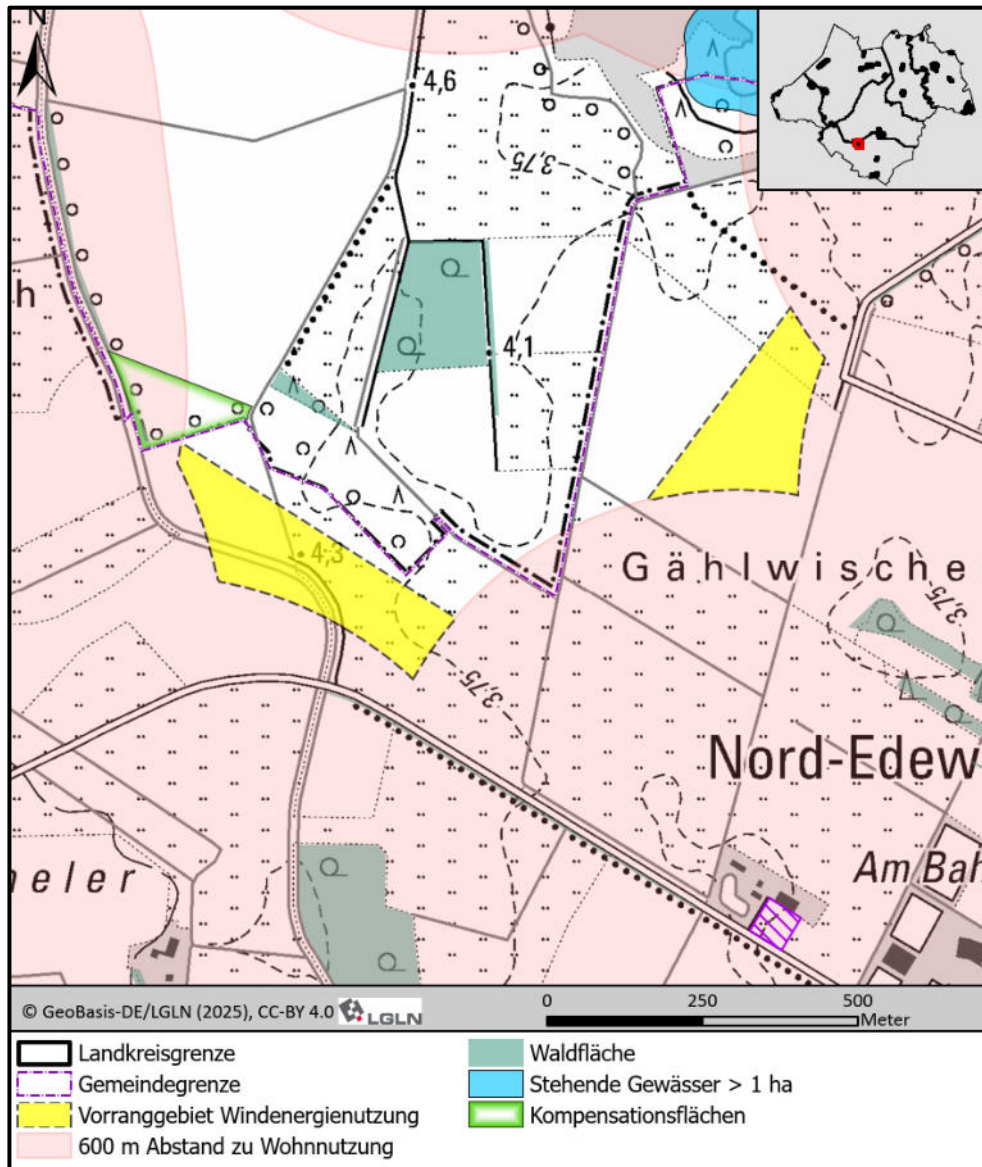 N
4,6
3,75
h
4,1
4,3
Gählwische
3,75
3,75
Nord-Edew
Am Bah
heler
© GeoBasis-DE/LGLN (2025), CC-BY 4.0 LGLN
0 250 500
Meter
Landkreisgrenze
Waldfläche
Gemeindegrenze
Stehende Gewässer > 1 ha
Vorranggebiet Windenergienutzung
Kompensationsflächen
600 m Abstand zu Wohnnutzung